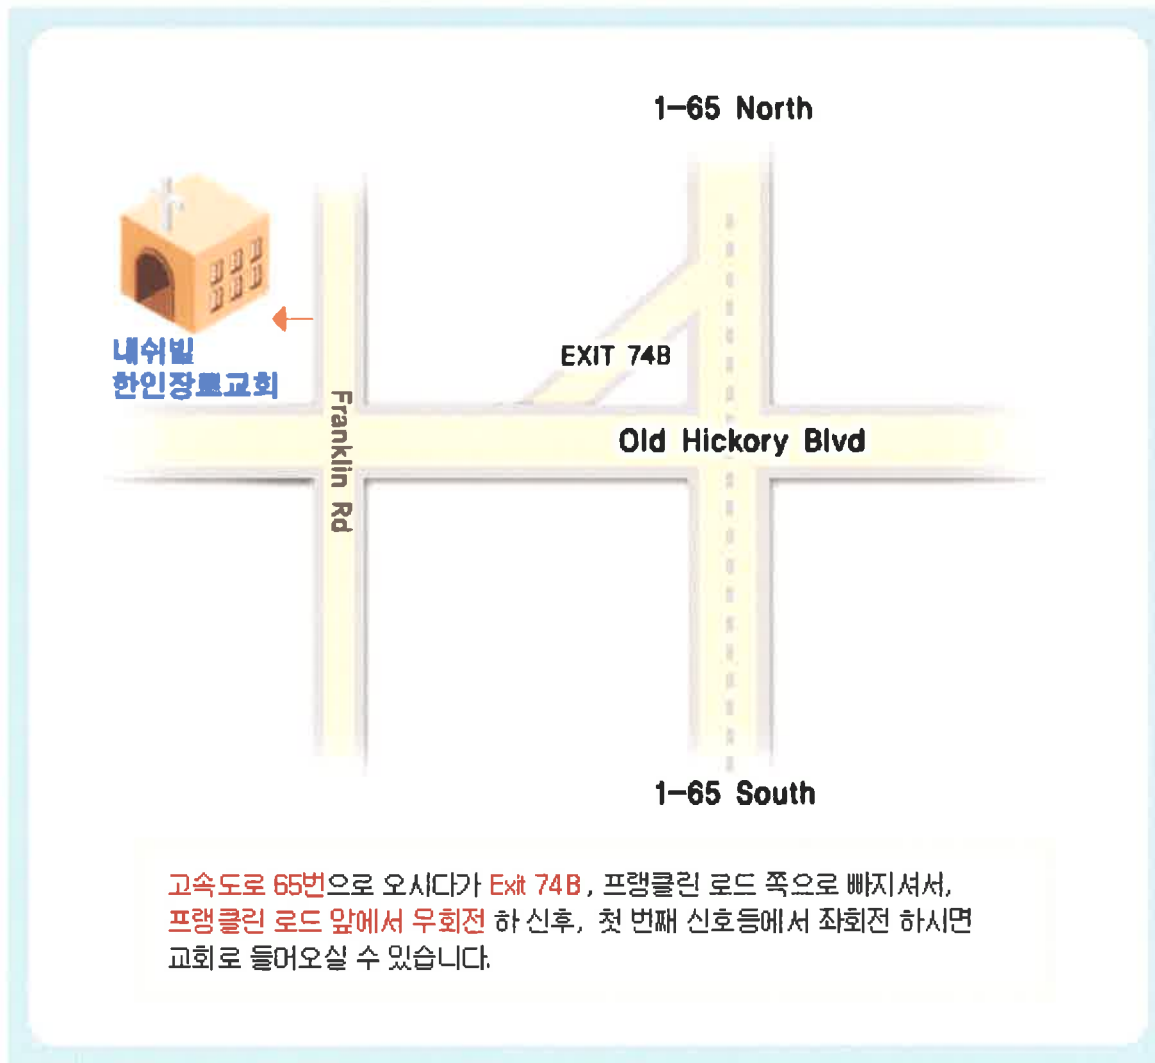 1-65 North
내쉬빌
한인장로교회
EXIT 74B
Franklin Rd
Old Hickory Blvd
1-65 South
고속도로 65번으로 오시다가 Exit 74B, 프랭클린 로드 쪽으로 빠지셔서,
프랭클린 로드 앞에서 우회전 하신후, 첫 번째 신호등에서 좌회전 하시면
교회로 들어오실 수 있습니다.